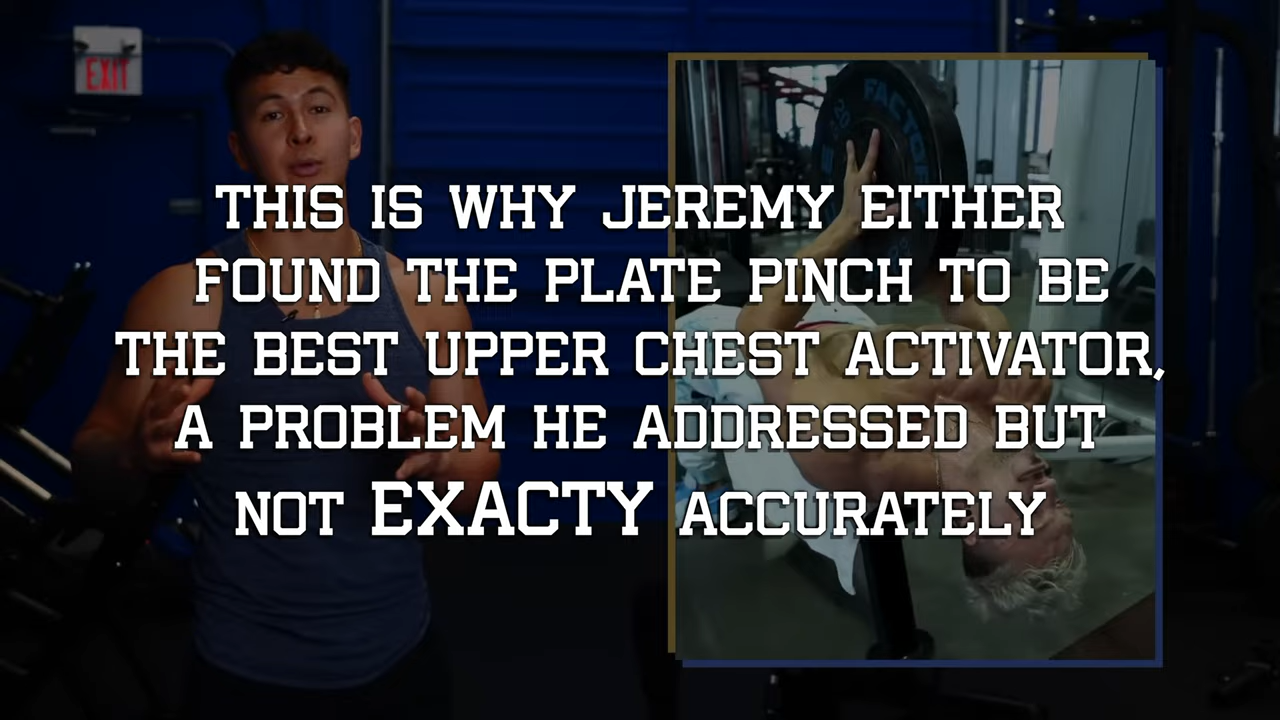 EXIT
FACTOR
THIS IS WHY JEREMY EITHER
FOUND THE PLATE PINCH TO BE
THE BEST UPPER CHEST ACTIVATOR,
A PROBLEM HE ADDRESSED BUT
NOT EXACTY ACCURATELY